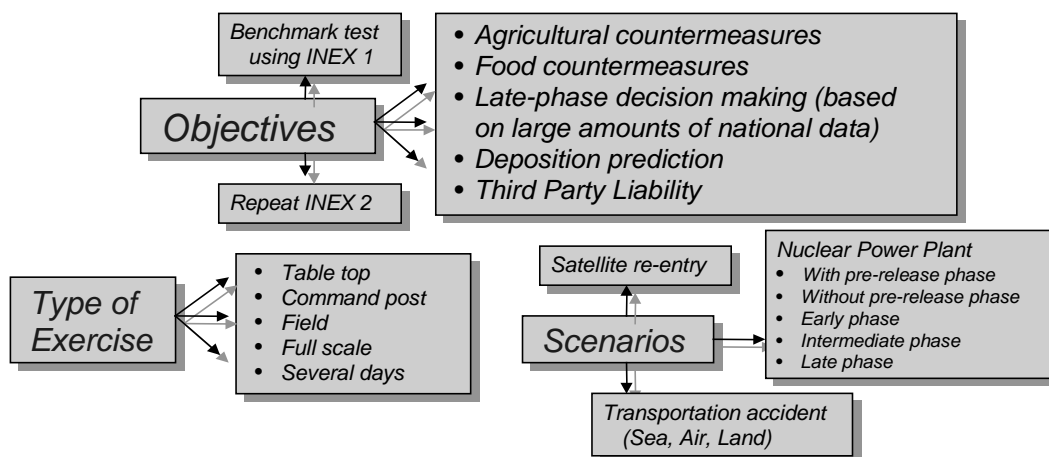 Benchmark test
using INEX 1
Objectives
Repeat INEX 2
• Agricultural countermeasures
• Food countermeasures
• Late-phase decision making (based
on large amounts of national data)
• Deposition prediction
• Third Party Liability
Type of
Exercise
• Table top
• Command post
• Field
• Full scale
• Several days
Satellite re-entry
Scenarios
Transportation accident
(Sea, Air, Land)
Nuclear Power Plant
• With pre-release phase
• Without pre-release phase
• Early phase
• Intermediate phase
• Late phase